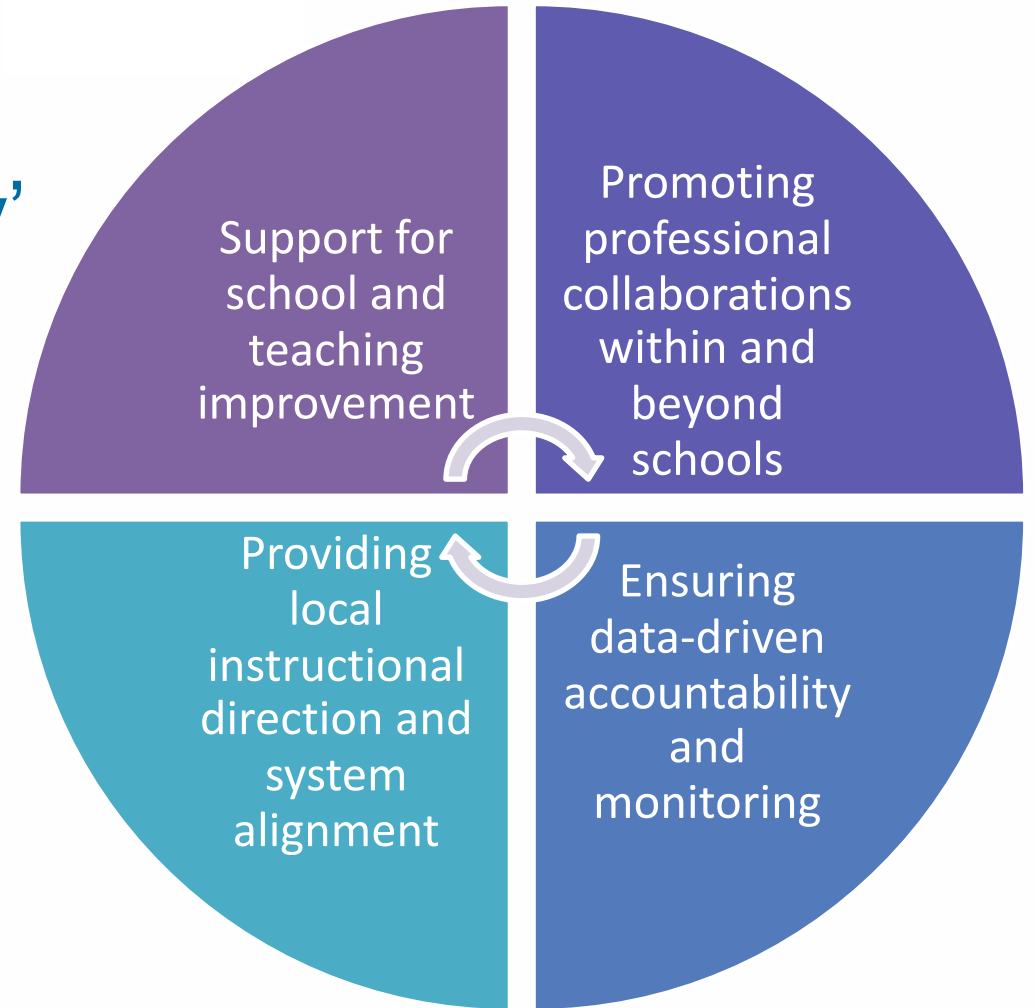 Support for
school and
teaching
improvement
Promoting
professional
collaborations
within and
beyond
schools
Providing
local
instructional
direction and
system
alignment
Ensuring
data-driven
accountability
and
monitoring